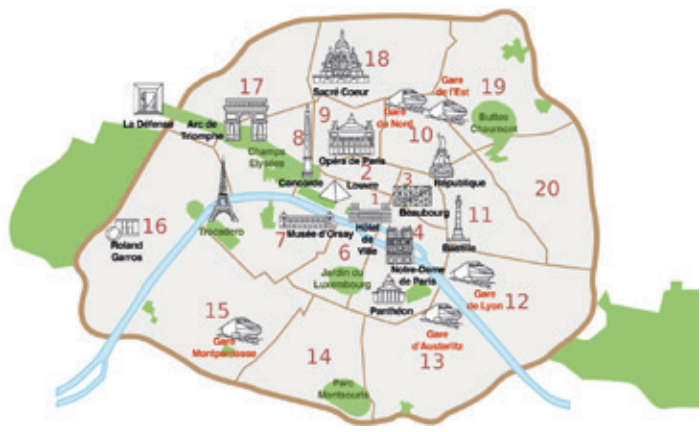 18
Sacré Coeur
17
19
Gare
de l'Est
La Défense
Arc de
Triomphe
9
8
Gare
du Nord
10
Buttes
Chaumont
Champs
Elysées
Opéra de Paris
2
3
République
20
Concorde
Louvre
1
Beaubourg
16
Roland
Garros
Trocadero
7
Musée d'Orsay
Hôtel
de
Ville
4
11
Bastille
6
Notre-Dame
de Paris
Jardin du
Luxembourg
Panthéon
Gare
de Lyon
12
15
Gare
Montparnasse
Gare
d'Austerlitz
14
13
Parc
Montsouris